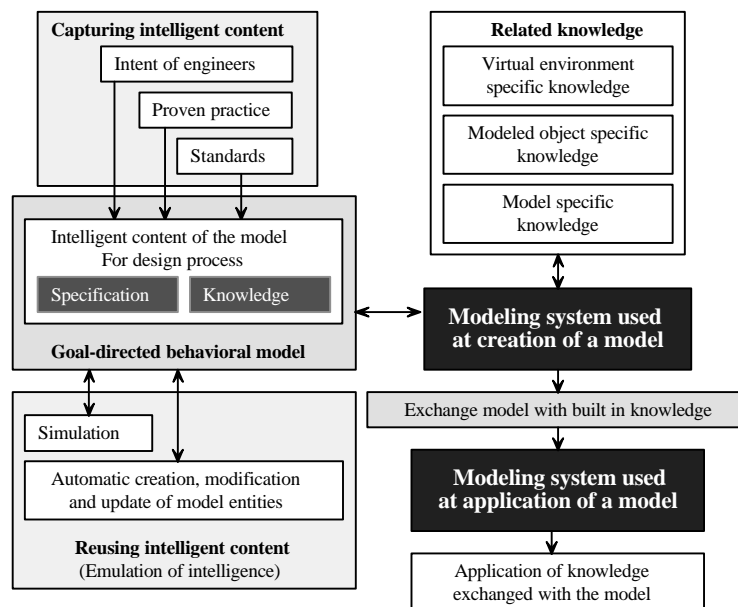 Capturing intelligent content
Intent of engineers
Proven practice
Standards
Intelligent content of the model
For design process
Specification
Knowledge
Goal-directed behavioral model
Simulation
Automatic creation, modification
and update of model entities
Reusing intelligent content
(Emulation of intelligence)
Related knowledge
Virtual environment
specific knowledge
Modeled object specific
knowledge
Model specific
knowledge
Modeling system used
at creation of a model
Exchange model with built in knowledge
Modeling system used
at application of a model
Application of knowledge
exchanged with the model